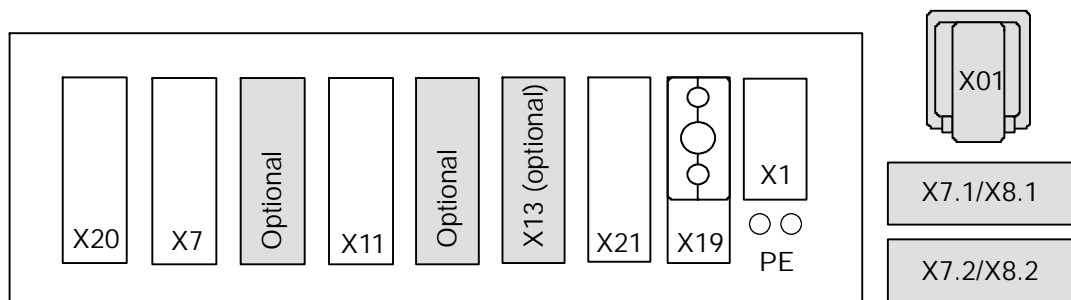 X01
X20
X7
Optional
X11
Optional
X13 (optional)
X21
X19
X1
PE
X7.1/X8.1
X7.2/X8.2